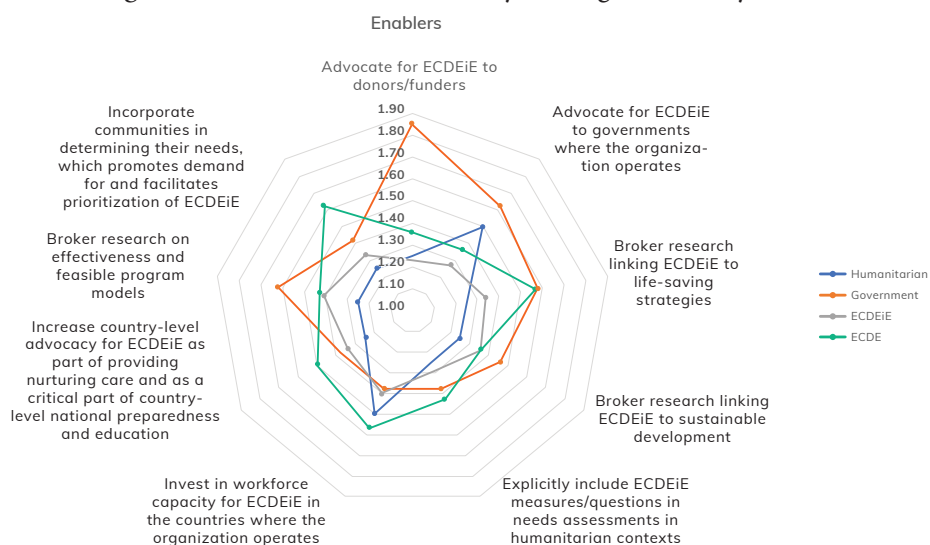 Enablers
Advocate for ECDEiE to
donors/funders
Advocate for ECDEiE
to governments
where the organiza-
tion operates
Broker research
linking ECDEiE to
life-saving
strategies
Broker research linking
ECDEiE to sustainable
development
Explicitly include ECDEiE
measures/questions in
needs assessments in
humanitarian contexts
Invest in workforce
capacity for ECDEiE in
the countries where the
organization operates
Increase country-level
advocacy for ECDEiE as
part of providing
nurturing care and as a
critical part of country-
level national preparedness
and education
Broker research on
effectiveness and
feasible program
models
Incorporate
communities in
determining their needs,
which promotes demand
for and facilitates
prioritization of ECDEiE
1.90
1.80
1.70
1.60
1.50
1.40
1.30
1.20
1.10
1.00
Humanitarian
Government
ECDEiE
ECDE